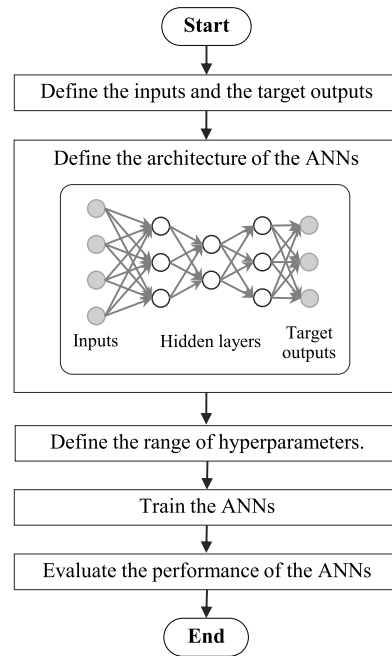 Start
Define the inputs and the target outputs
Define the architecture of the ANNs
Inputs
Hidden layers
Target
outputs
Define the range of hyperparameters.
Train the ANNs
Evaluate the performance of the ANNs
End